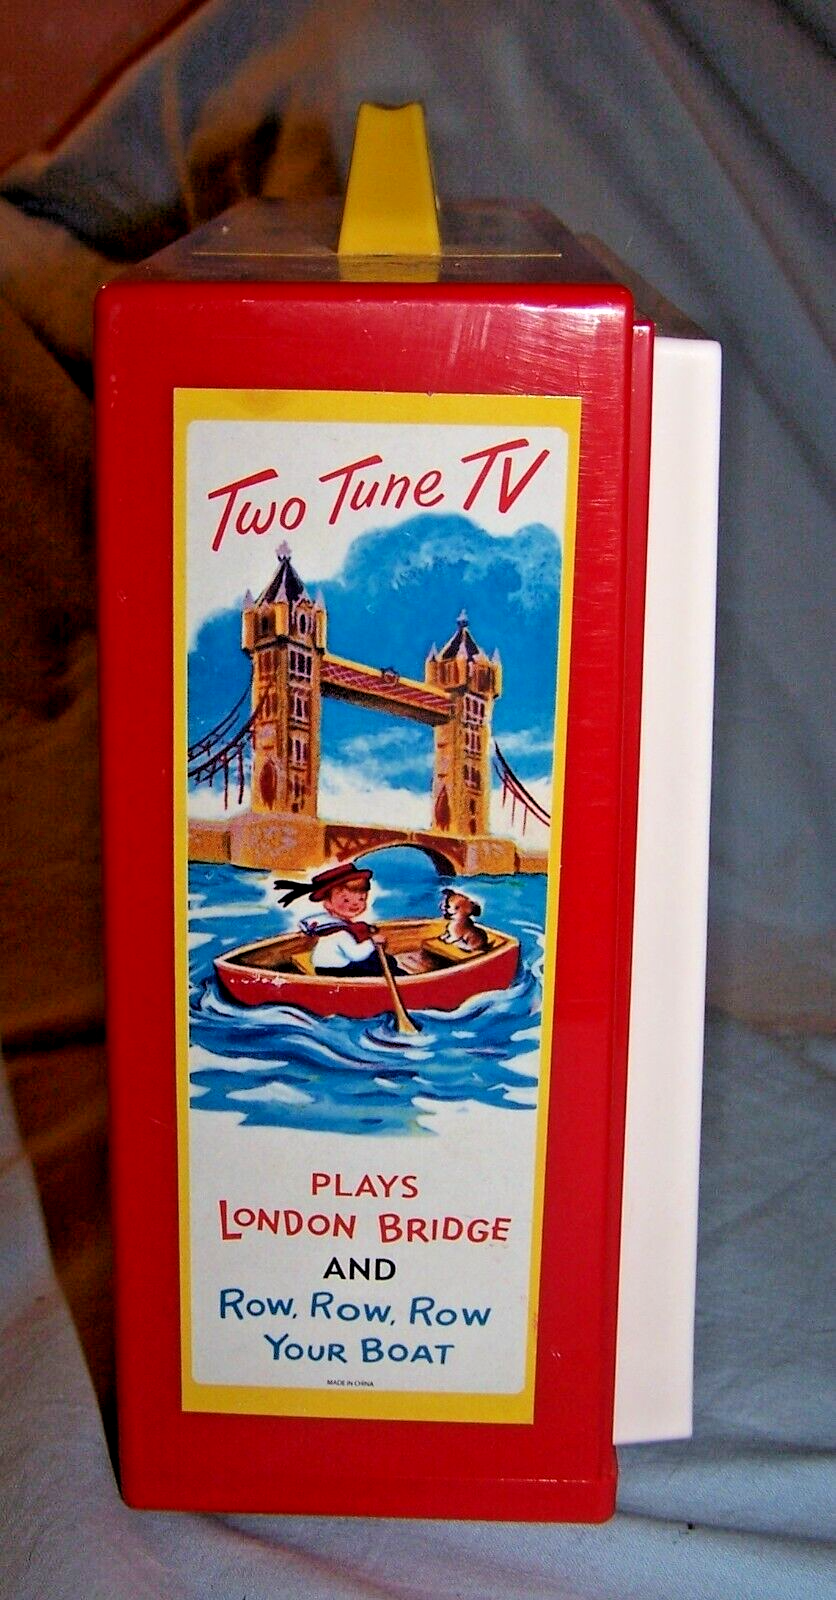 Two Tune TV
PLAYS
LONDON BRIDGE
AND
ROW, ROW, ROW
YOUR BOAT
MADE IN CHINA